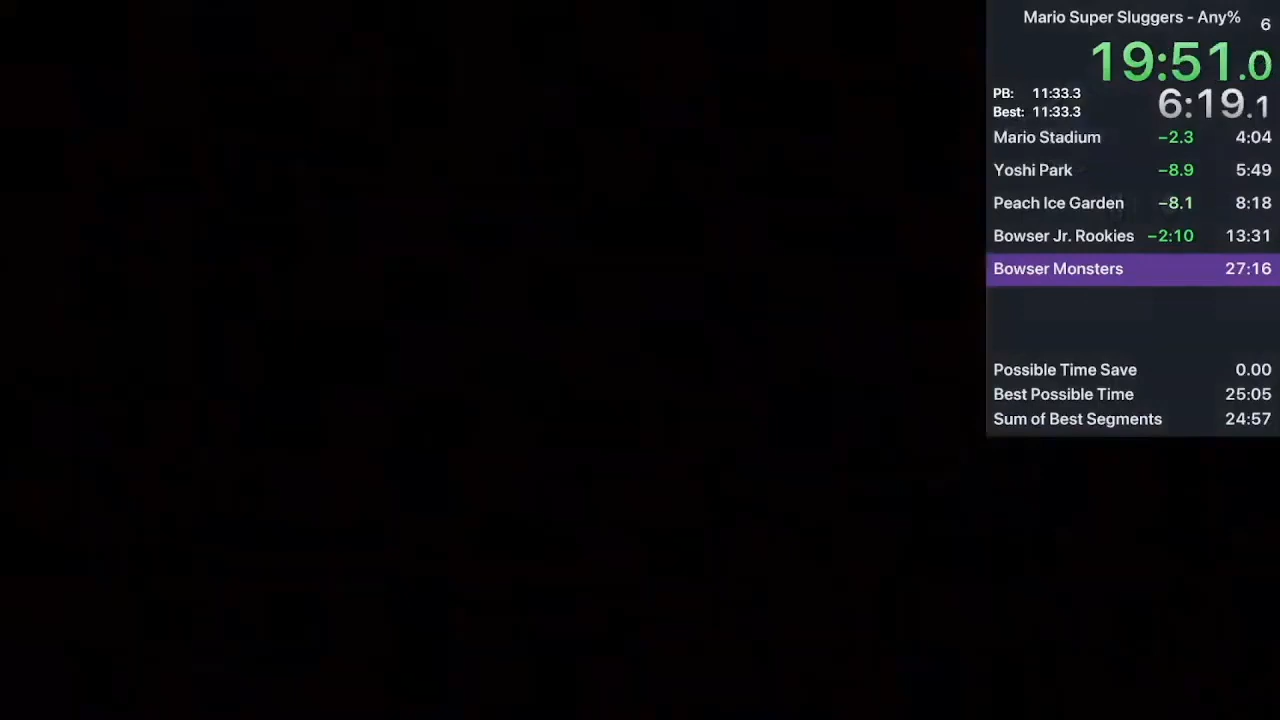 Mario Super Sluggers - Any%
6
19:51.0
PB: 11:33.3
6:19.1
Best: 11:33.3
Mario Stadium −2.3 4:04
Yoshi Park −8.9 5:49
Peach Ice Garden −8.1 8:18
Bowser Jr. Rookies −2:10 13:31
Bowser Monsters 27:16
Possible Time Save 0.00
Best Possible Time 25:05
Sum of Best Segments 24:57